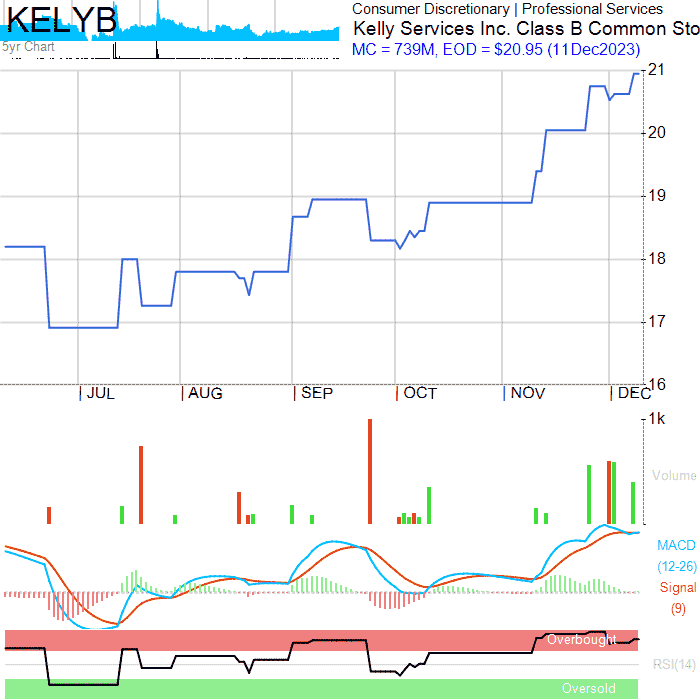 KELYB
5yr Chart
Consumer Discretionary | Professional Services
Kelly Services Inc. Class B Common Sto
MC = 739M, EOD = $20.95 (11Dec2023)
21
20
19
18
17
16
JUL AUG SEP OCT NOV DEC
1k
Volume
MACD
(12-26)
Signal
(9)
Overbought
RSI(14)
Oversold